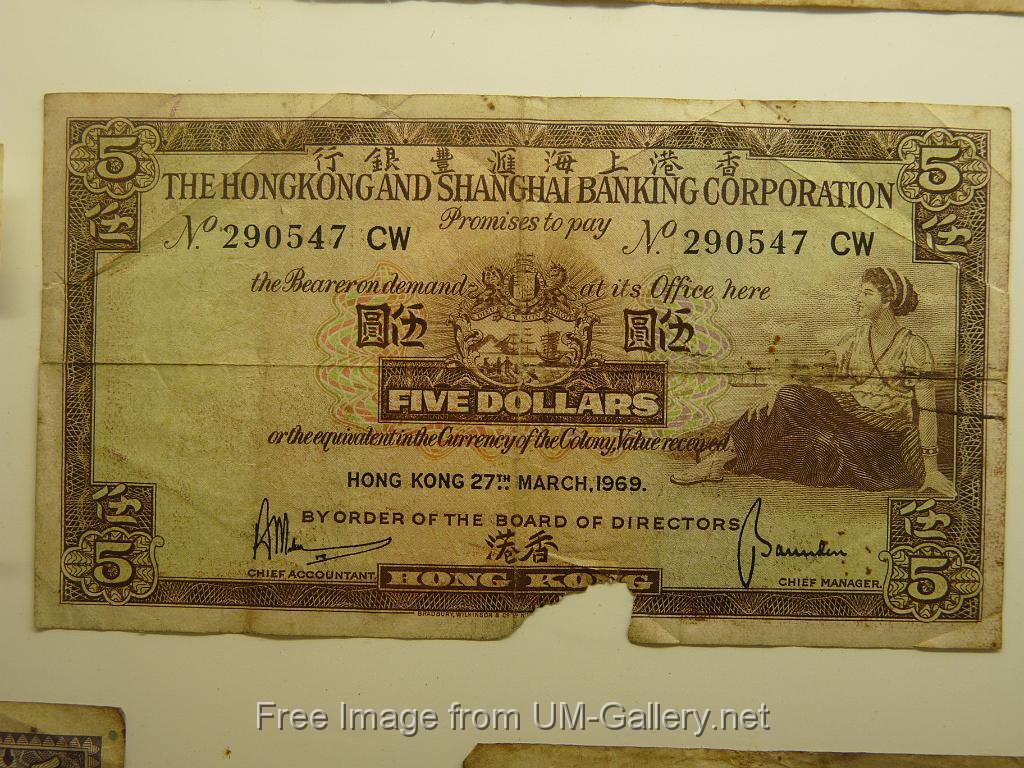 5 5
行銀豐滙海上港香
THE HONGKONG AND SHANGHAI BANKING CORPORATION
伍 伍
Promises to pay
No 290547 CW No 290547 CW
the Bearer on demand at its Office here
圓伍 圓伍
FIVE DOLLARS
or the equivalent in the Currency of the Colony, Value received.
HONG KONG 27TH MARCH, 1969.
伍 伍
BY ORDER OF THE BOARD OF DIRECTORS
港香
5 5
CHIEF ACCOUNTANT. HONG KONG CHIEF MANAGER.
BRADBURY, WILKINSON & Co
Free Image from UM-Gallery.net